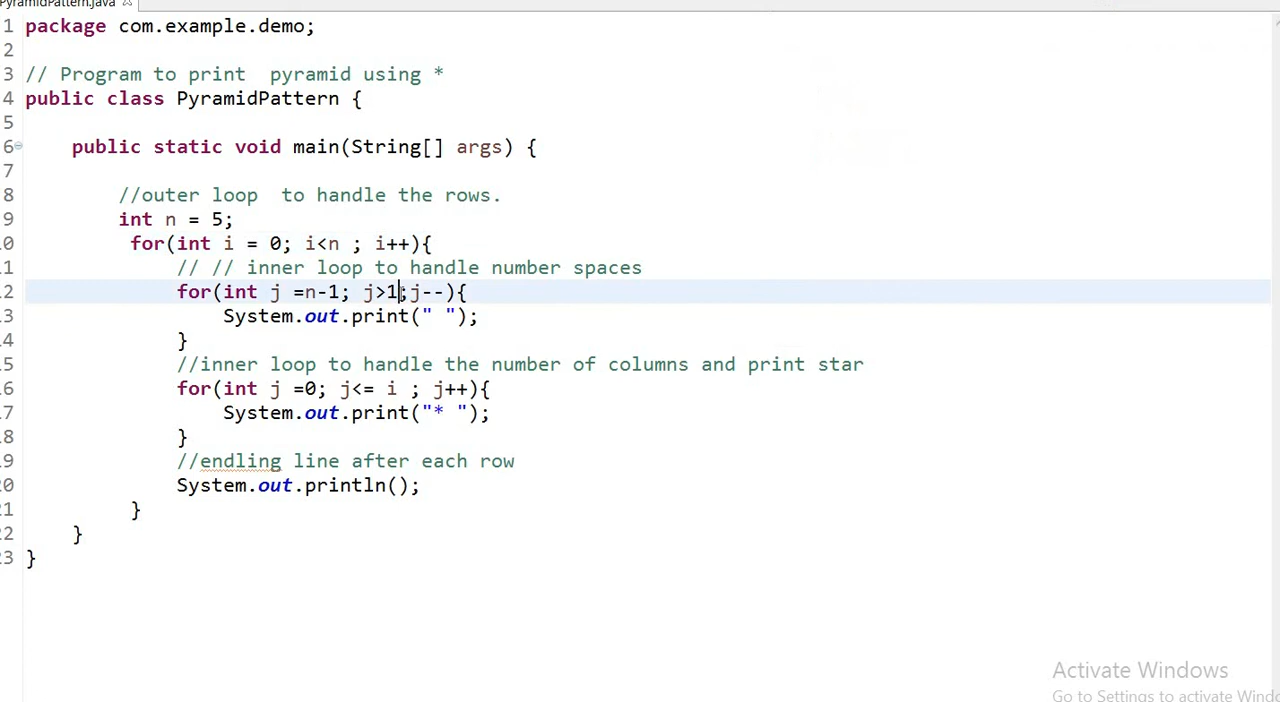 PyramidPattern.java
1 package com.example.demo;
2
3 // Program to print  pyramid using *
4 public class PyramidPattern {
5
6     public static void main(String[] args) {
7
8         //outer loop  to handle the rows.
9         int n = 5;
0          for(int i = 0; i<n ; i++){
1              // // inner loop to handle number spaces
2              for(int j =n-1; j>1;j--){
3                  System.out.print(" ");
4              }
5              //inner loop to handle the number of columns and print star
6              for(int j =0; j<= i ; j++){
7                  System.out.print("* ");
8              }
9              //endling line after each row
20             System.out.println();
21         }
22     }
23 }
Activate Windows
Go to Settings to activate